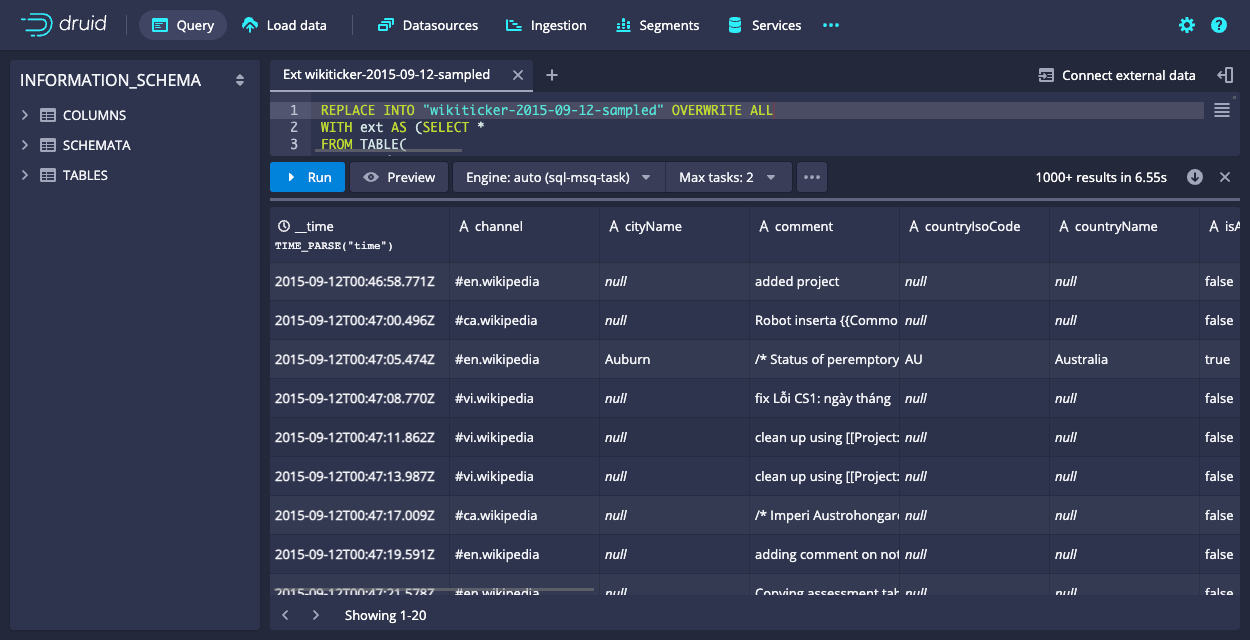 druid Query Load data Datasources Ingestion Segments Services
INFORMATION_SCHEMA
COLUMNS
SCHEMATA
TABLES
Ext wikiticker-2015-09-12-sampled Connect external data
1 REPLACE INTO "wikiticker-2015-09-12-sampled" OVERWRITE ALL
2 WITH ext AS (SELECT *
3 FROM TABLE(
Run Preview Engine: auto (sql-msq-task) Max tasks: 2 1000+ results in 6.55s
__time A channel A cityName A comment A countryIsoCode A countryName A isA
TIME_PARSE("time")
2015-09-12T00:46:58.771Z #en.wikipedia null added project null null false
2015-09-12T00:47:00.496Z #ca.wikipedia null Robot inserta {{Commo null null false
2015-09-12T00:47:05.474Z #en.wikipedia Auburn /* Status of peremptory AU Australia true
2015-09-12T00:47:08.770Z #vi.wikipedia null fix Lỗi CS1: ngày tháng null null false
2015-09-12T00:47:11.862Z #vi.wikipedia null clean up using [[Project: null null false
2015-09-12T00:47:13.987Z #vi.wikipedia null clean up using [[Project: null null false
2015-09-12T00:47:17.009Z #ca.wikipedia null /* Imperi Austrohongar null null false
2015-09-12T00:47:19.591Z #en.wikipedia null adding comment on not null null false
2015-09-12T00:47:21.578Z #en.wikipedia null Copying assessment tab null null false
Showing 1-20